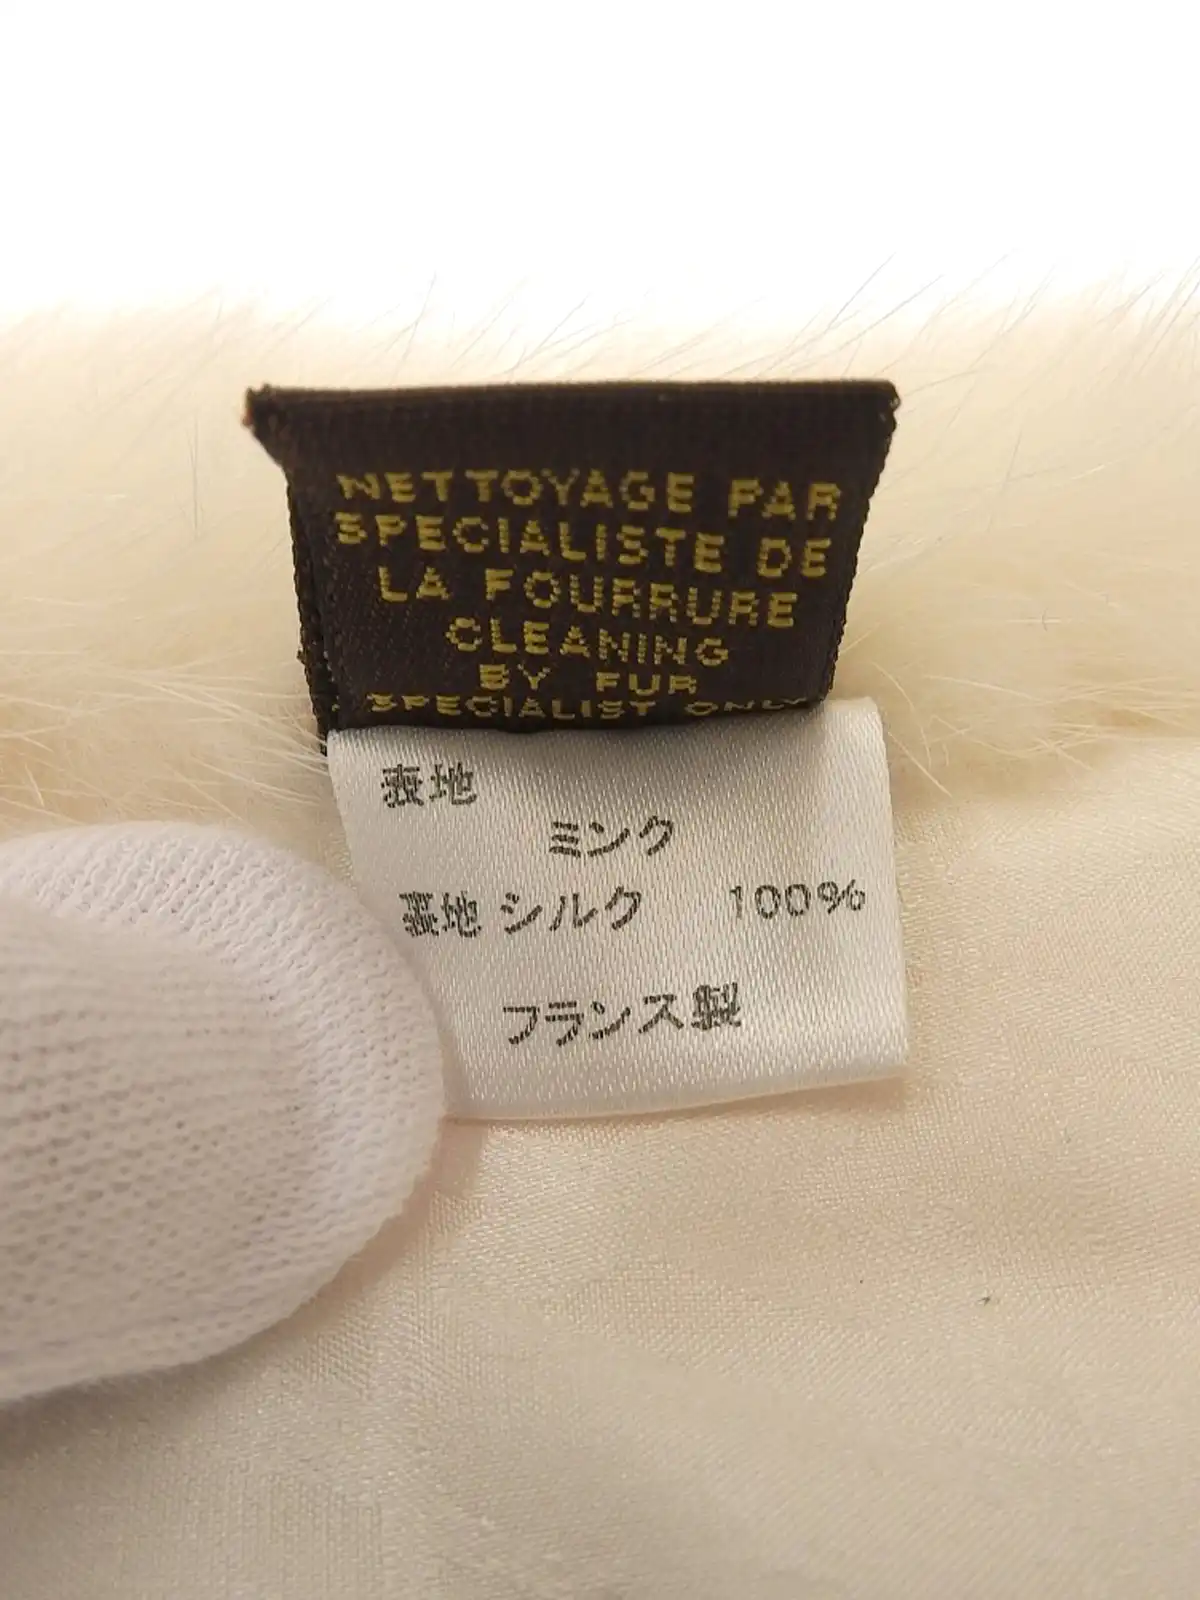 NETTOYAGE PAR
SPECIALISTE DE
LA FOURRURE
CLEANING
BY FUR
SPECIALIST ONLY
表地
ミンク
裏地 シルク 100%
フランス製